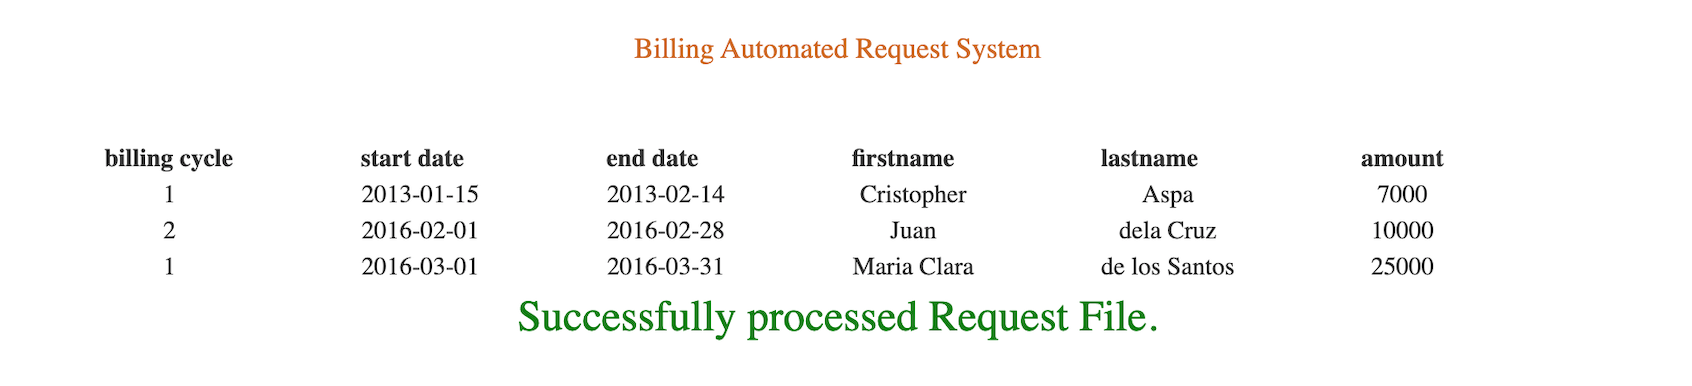 Billing Automated Request System
billing cycle start date end date firstname lastname amount
1 2013-01-15 2013-02-14 Cristopher Aspa 7000
2 2016-02-01 2016-02-28 Juan dela Cruz 10000
1 2016-03-01 2016-03-31 Maria Clara de los Santos 25000
Successfully processed Request File.